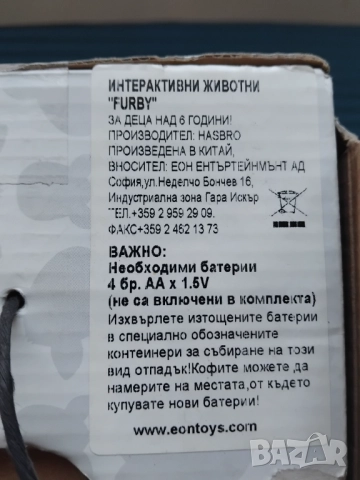 ИНТЕРАКТИВНИ ЖИВОТНИ
"FURBY"
ЗА ДЕЦА НАД 6 ГОДИНИ!
ПРОИЗВОДИТЕЛ: HASBRO
ПРОИЗВЕДЕНА В КИТАЙ,
ВНОСИТЕЛ: ЕОН ЕНТЪРТЕЙНМЪНТ АД
София,ул.Неделчо Бончев 16,
Индустриална зона Гара Искър
ТЕЛ.+359 2 959 29 09.
ФАКС+359 2 462 13 73
ВАЖНО:
Необходими батерии
4 бр. АА x 1.5V
(не са включени в комплекта)
Изхвърлете изтощените батерии
в специално обозначените
контеинери за събиране на този
вид отпадък!Кофите можете да
намерите на местата,от където
купувате нови батерии!
www.eontoys.com
BAZAR
bg